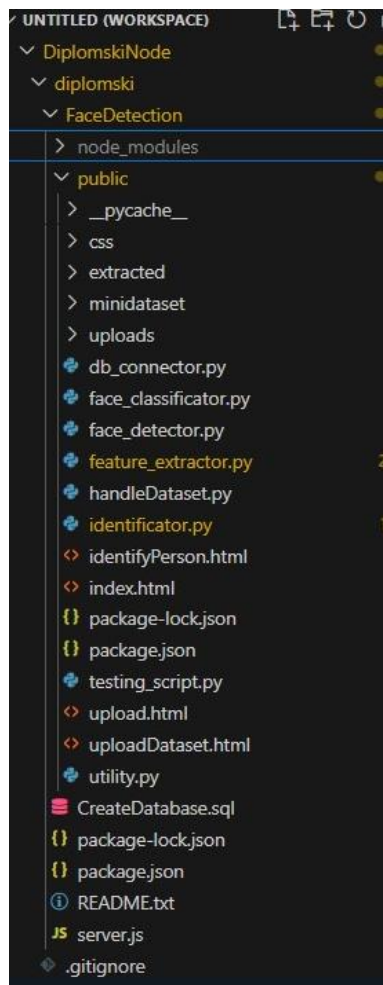 UNTITLED (WORKSPACE)
DiplomskiNode
diplomski
FaceDetection
node_modules
public
__pycache__
css
extracted
minidataset
uploads
db_connector.py
face_classificator.py
face_detector.py
feature_extractor.py
handleDataset.py
identificator.py
identifyPerson.html
index.html
{} package-lock.json
{} package.json
testing_script.py
<> upload.html
<> uploadDataset.html
utility.py
CreateDatabase.sql
{} package-lock.json
{} package.json
README.txt
JS server.js
.gitignore